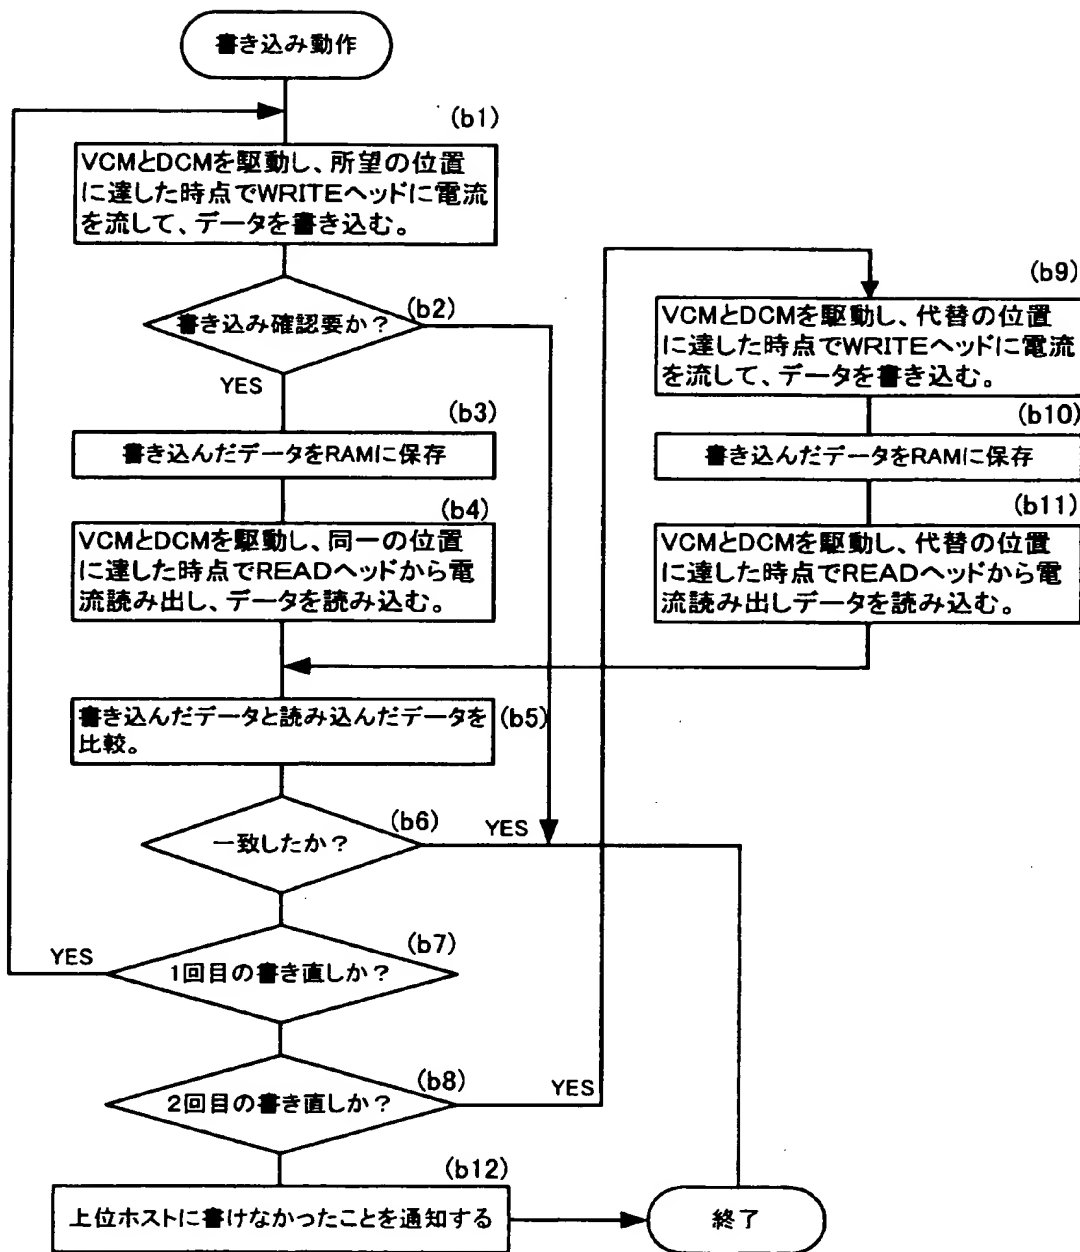 書き込み動作
(b1)
VCMとDCMを駆動し、所望の位置
に達した時点でWRITEヘッドに電流
を流して、データを書き込む。
(b2)
書き込み確認要か？
YES
(b3)
書き込んだデータをRAMに保存
(b4)
VCMとDCMを駆動し、同一の位置
に達した時点でREADヘッドから電
流読み出し、データを読み込む。
書き込んだデータと読み込んだデータを
比較。
(b5)
一致したか？
(b6)
YES
1回目の書き直しか？
(b7)
YES
2回目の書き直しか？
(b8)
YES
(b9)
VCMとDCMを駆動し、代替の位置
に達した時点でWRITEヘッドに電流
を流して、データを書き込む。
(b10)
書き込んだデータをRAMに保存
(b11)
VCMとDCMを駆動し、代替の位置
に達した時点でREADヘッドから電
流読み出しデータを読み込む。
(b12)
上位ホストに書けなかったことを通知する
終了